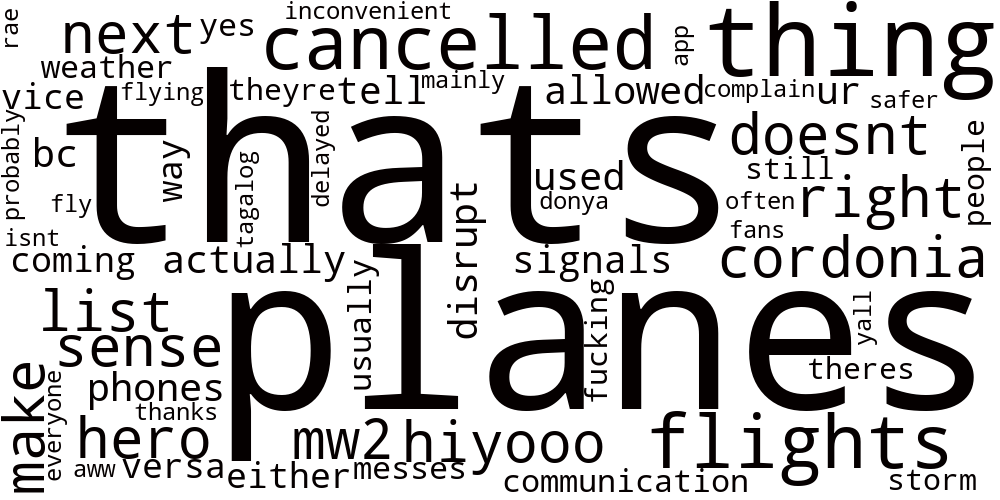 rae
inconvenient
next
yes
cancelled
app
thing
weather
vice
flying
theyre
tell
mainly
allowed
complain
ur
safer
thats
probably
bc
way
tagalog
delayed
doesnt
people
still
used
donya
often
right
fly
disrupt
fans
isnt
coming
actually
signals
cordonia
list
usually
planes
fucking
yall
sense
theres
make
everyone
phones
thanks
hero
mw2
hiyooo
flights
aww
versa
either
messes
communication
storm